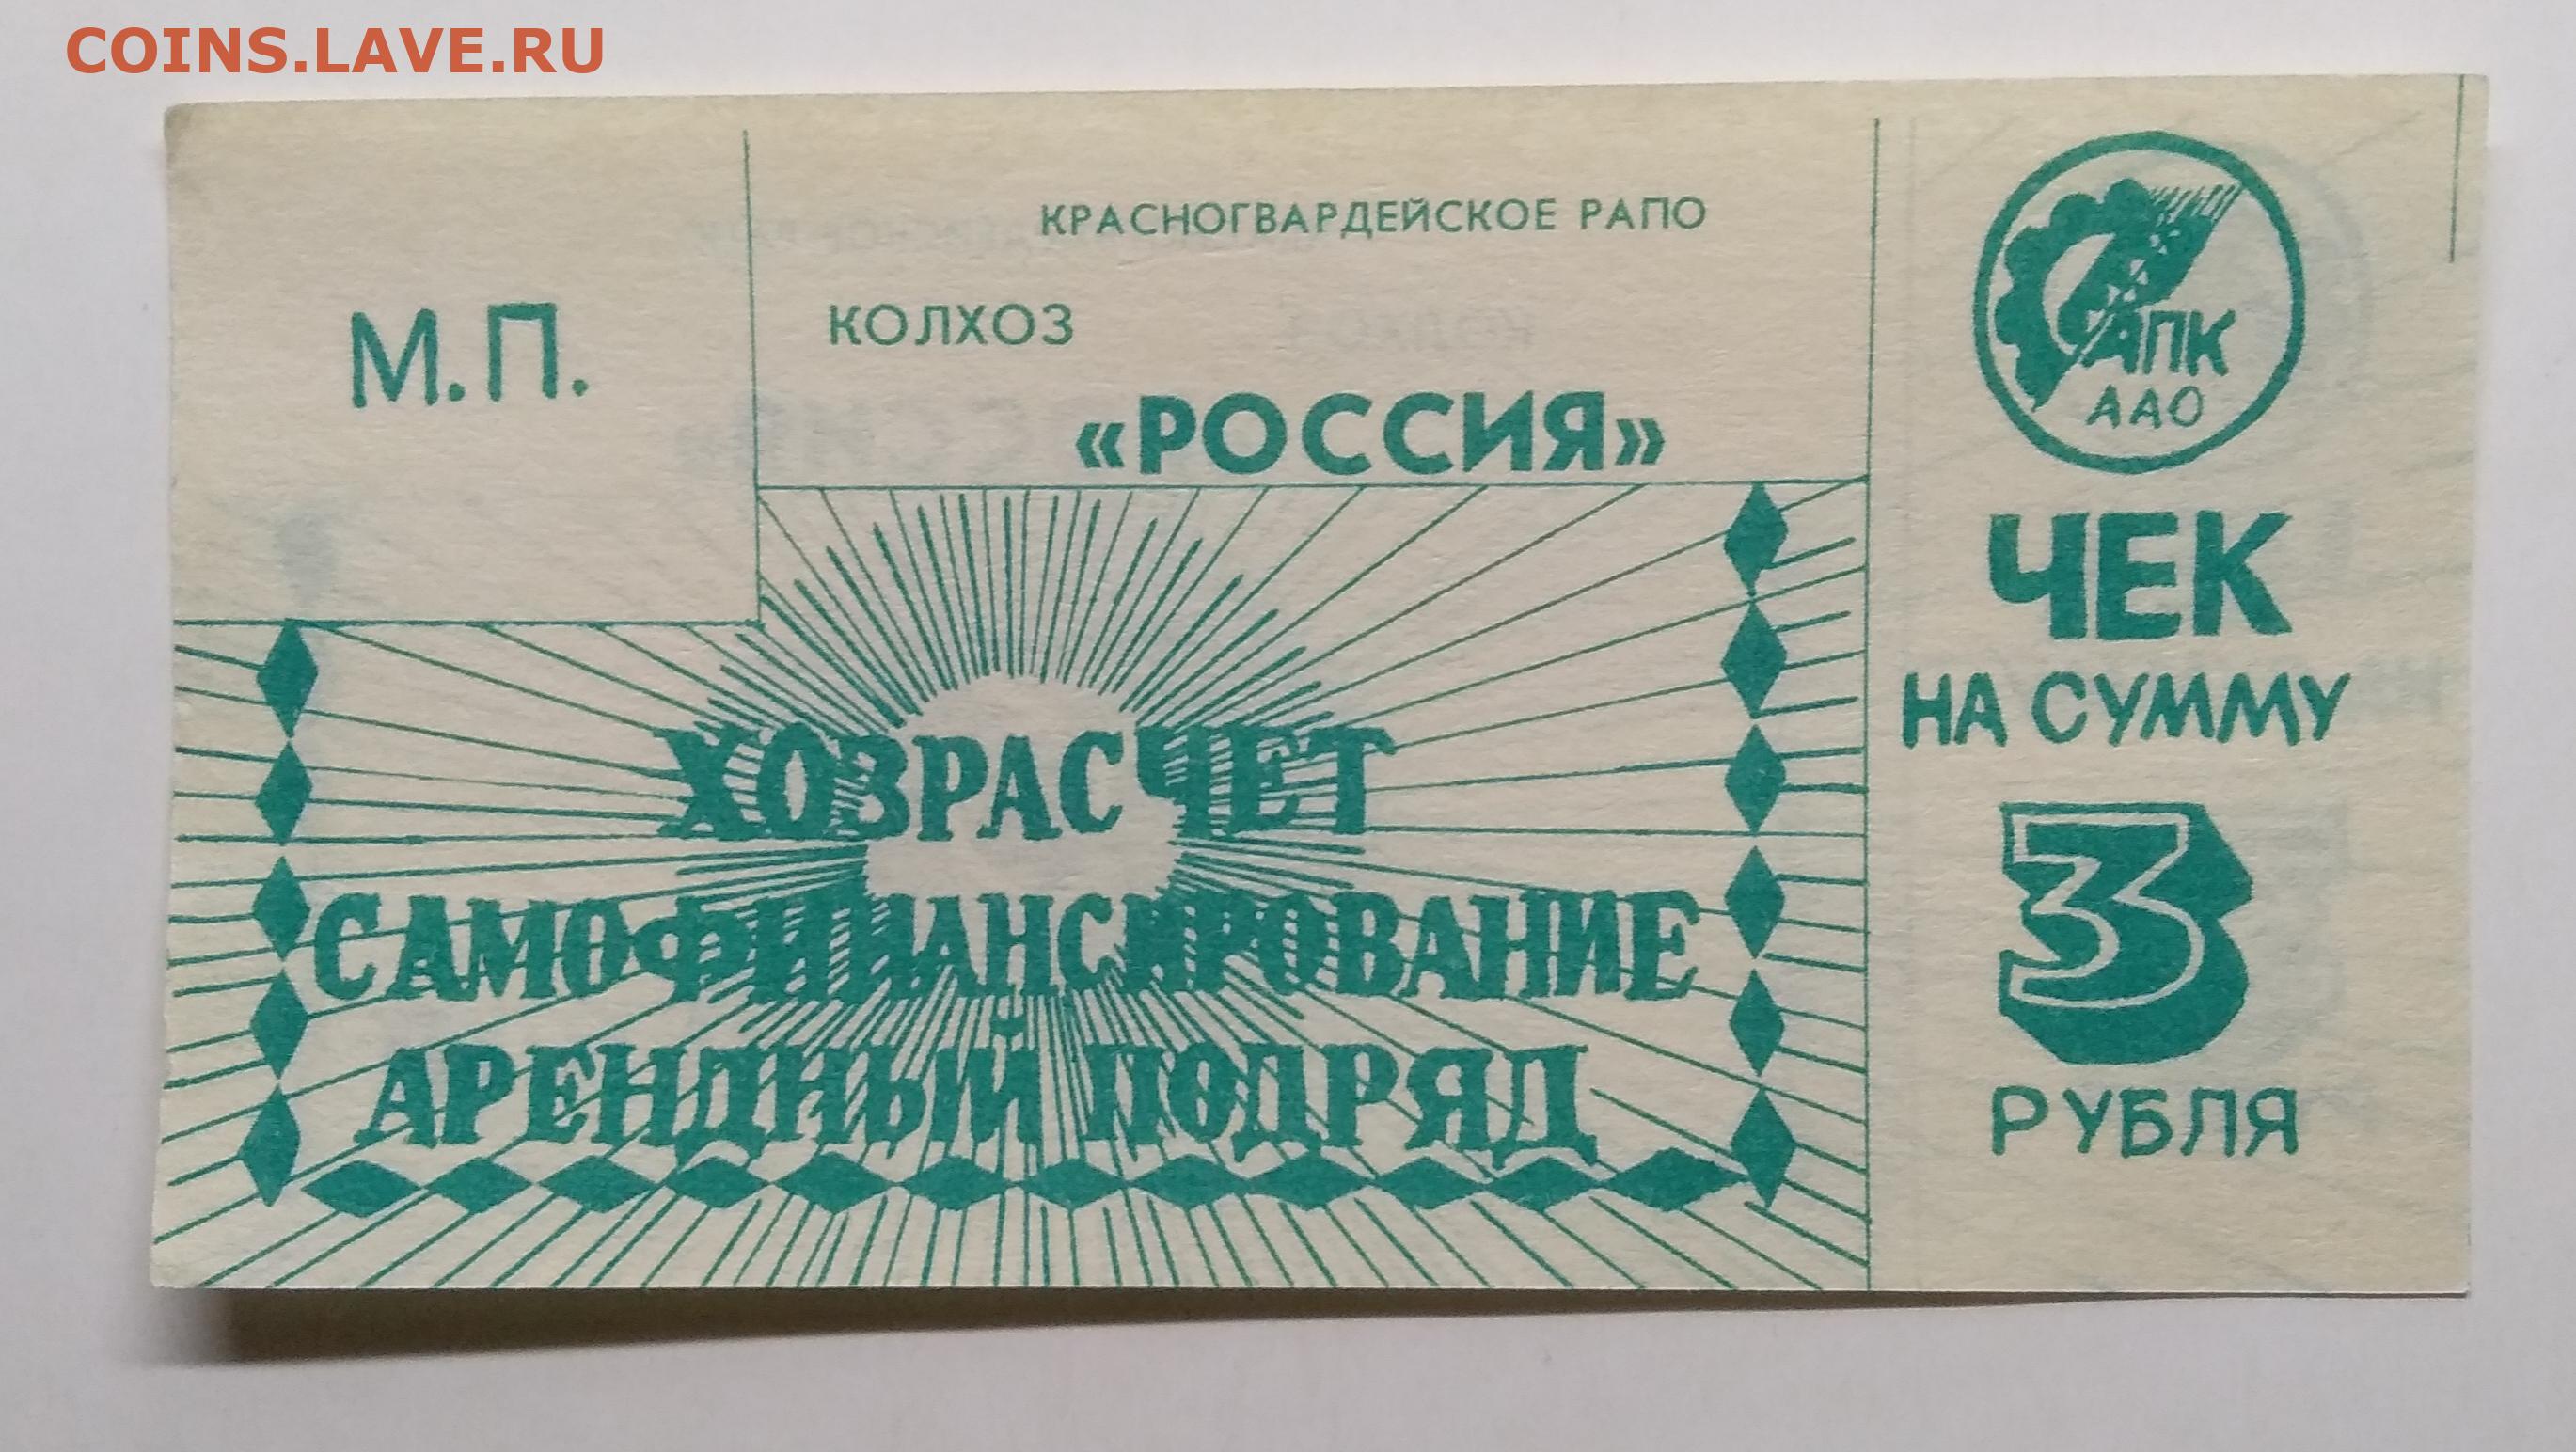 COINS.LAVE.RU
М.П.
КРАСНОГВАРДЕЙСКОЕ РАПО
КОЛХОЗ
«РОССИЯ»
ХОЗРАСЧЕТ
САМОФИНАНСИРОВАНИЕ
АРЕНДНЫЙ ПОДРЯД
АПК
ААО
ЧЕК
НА СУММУ
3
РУБЛЯ